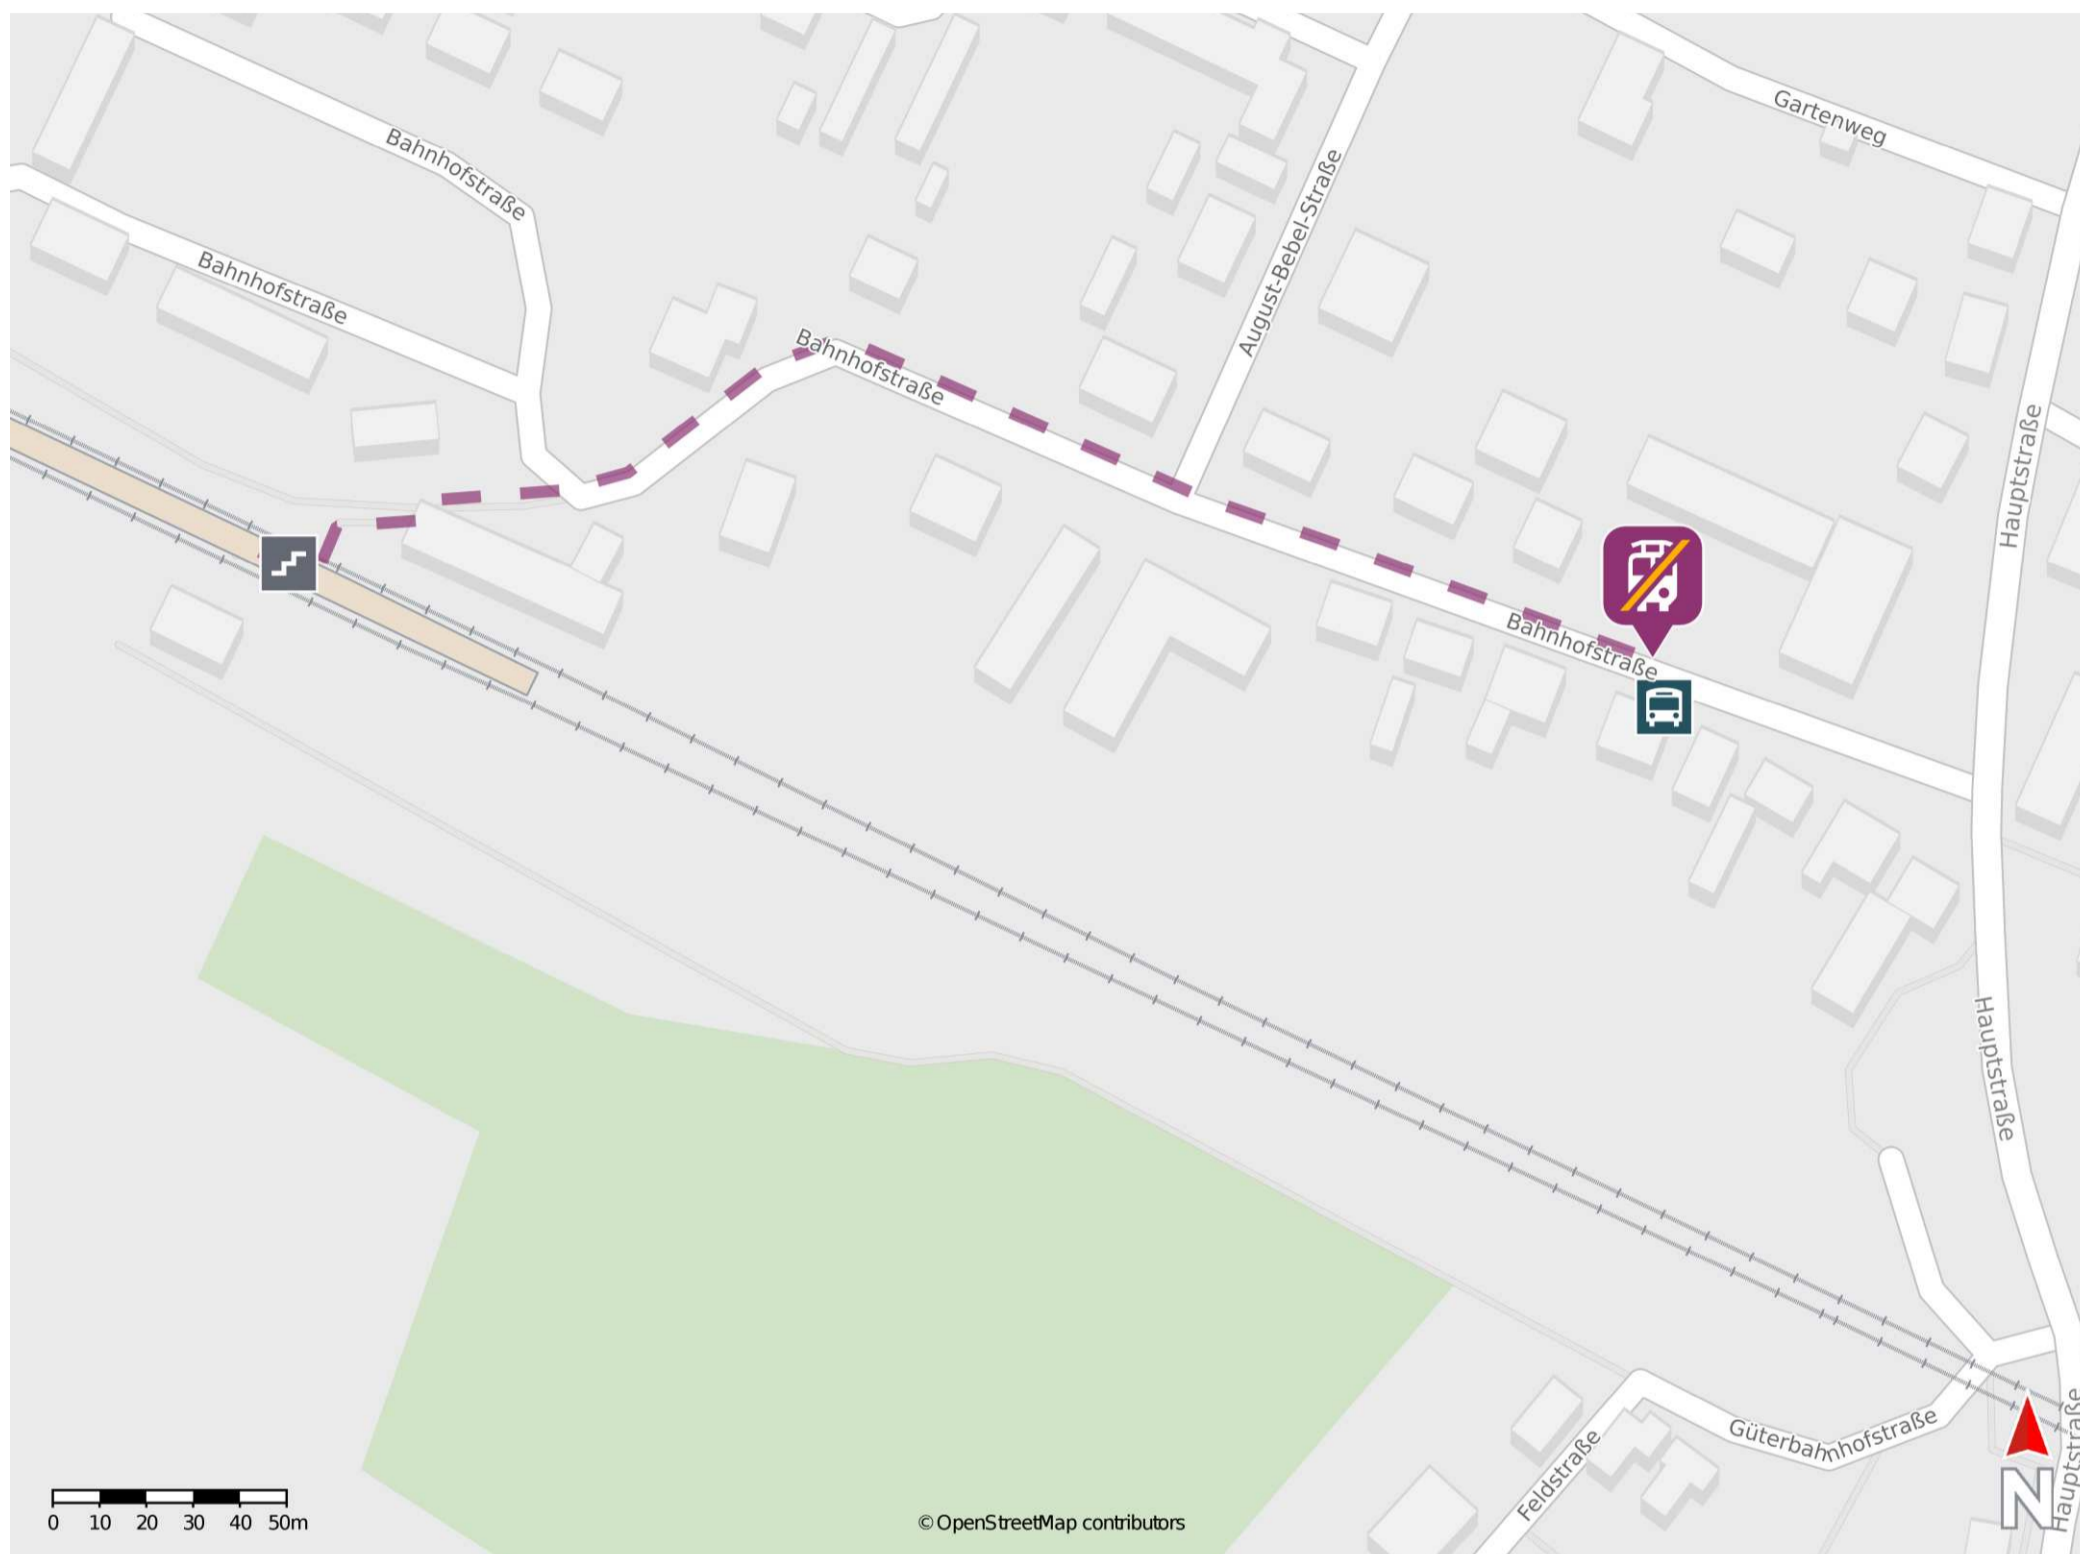 Gartenweg
Bahnhofstraße
August-Bebel-Straße
Bahnhofstraße
Bahnhofstraße
Hauptstraße
Bahnhofstraße
Hauptstraße
Güterbahnhofstraße
Feldstraße
Hauptstraße
N
0 10 20 30 40 50m
© OpenStreetMap contributors